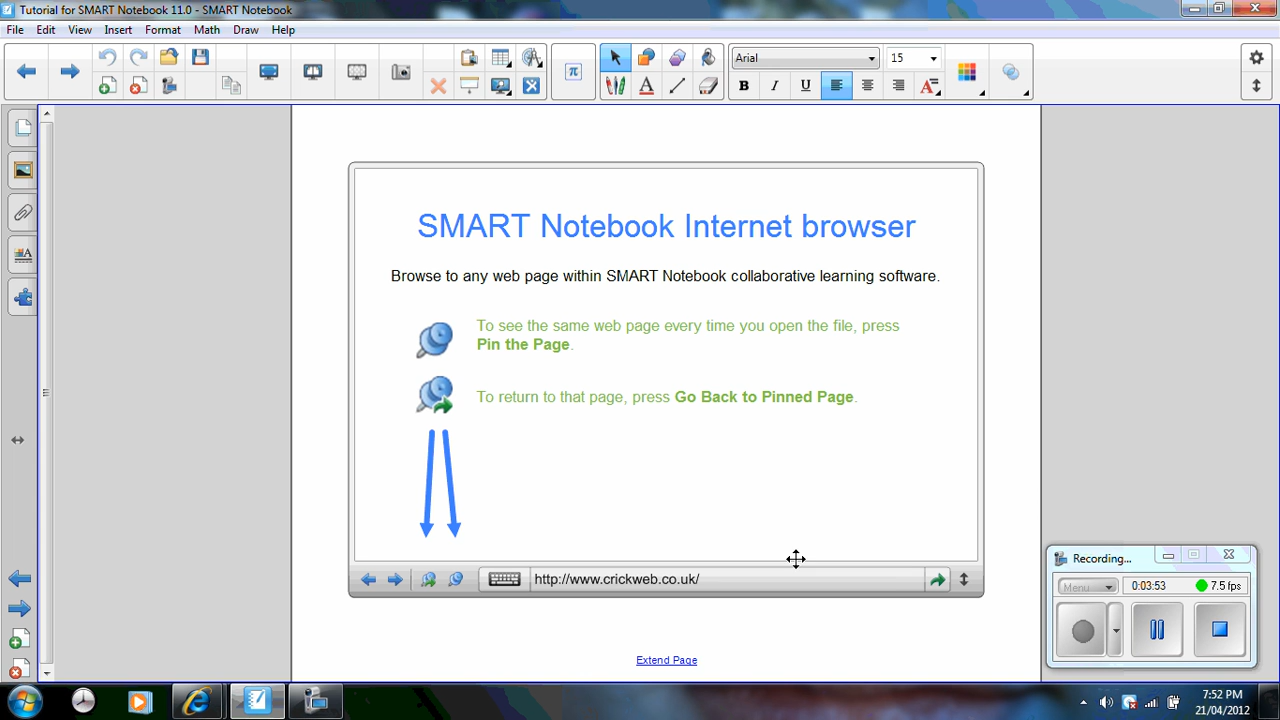 Tutorial for SMART Notebook 11.0 - SMART Notebook
File Edit View Insert Format Math Draw Help
Arial 15
B I U A
π A
SMART Notebook Internet browser
Browse to any web page within SMART Notebook collaborative learning software.
To see the same web page every time you open the file, press
Pin the Page.
To return to that page, press Go Back to Pinned Page.
http://www.crickweb.co.uk/
Extend Page
Recording...
Menu 0:03:53 7.5 fps
7:52 PM
21/04/2012